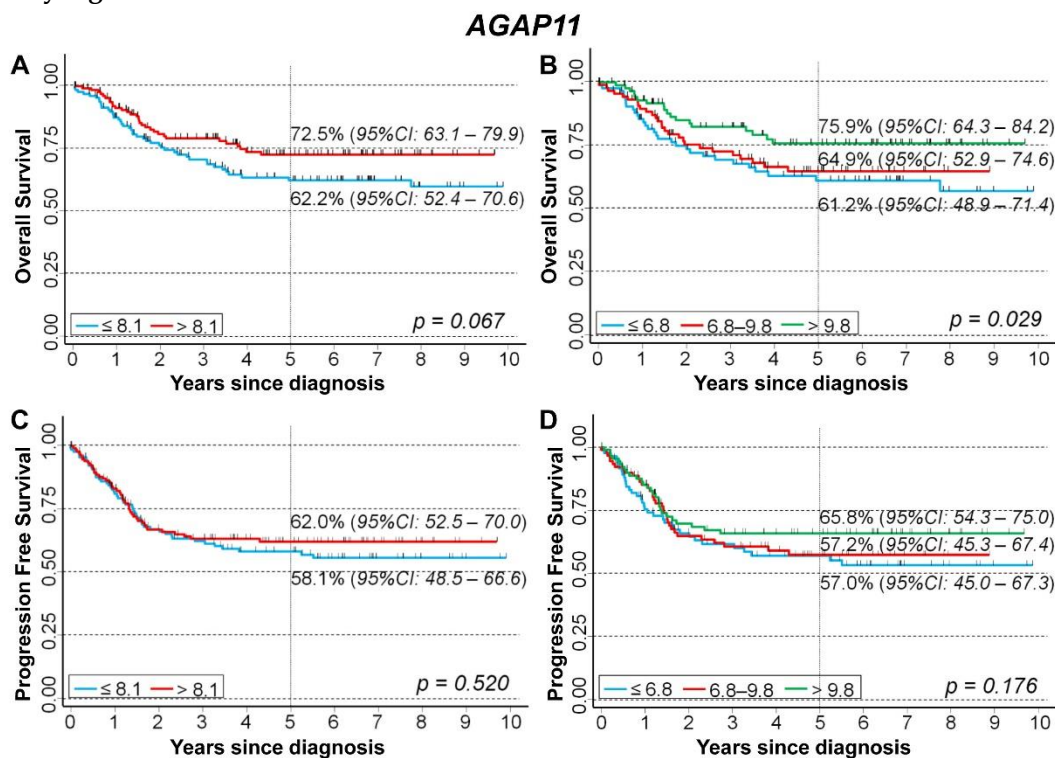 AGAP11
A
Overall Survival
1.00
0.75
0.50
0.25
0.00
72.5% (95%CI: 63.1 – 79.9)
62.2% (95%CI: 52.4 – 70.6)
≤ 8.1 > 8.1
p = 0.067
0 1 2 3 4 5 6 7 8 9 10
Years since diagnosis
B
Overall Survival
1.00
0.75
0.50
0.25
0.00
75.9% (95%CI: 64.3 – 84.2)
64.9% (95%CI: 52.9 – 74.6)
61.2% (95%CI: 48.9 – 71.4)
≤ 6.8 6.8–9.8 > 9.8
p = 0.029
0 1 2 3 4 5 6 7 8 9 10
Years since diagnosis
C
Progression Free Survival
1.00
0.75
0.50
0.25
0.00
62.0% (95%CI: 52.5 – 70.0)
58.1% (95%CI: 48.5 – 66.6)
≤ 8.1 > 8.1
p = 0.520
0 1 2 3 4 5 6 7 8 9 10
Years since diagnosis
D
Progression Free Survival
1.00
0.75
0.50
0.25
0.00
65.8% (95%CI: 54.3 – 75.0)
57.2% (95%CI: 45.3 – 67.4)
57.0% (95%CI: 45.0 – 67.3)
≤ 6.8 6.8–9.8 > 9.8
p = 0.176
0 1 2 3 4 5 6 7 8 9 10
Years since diagnosis